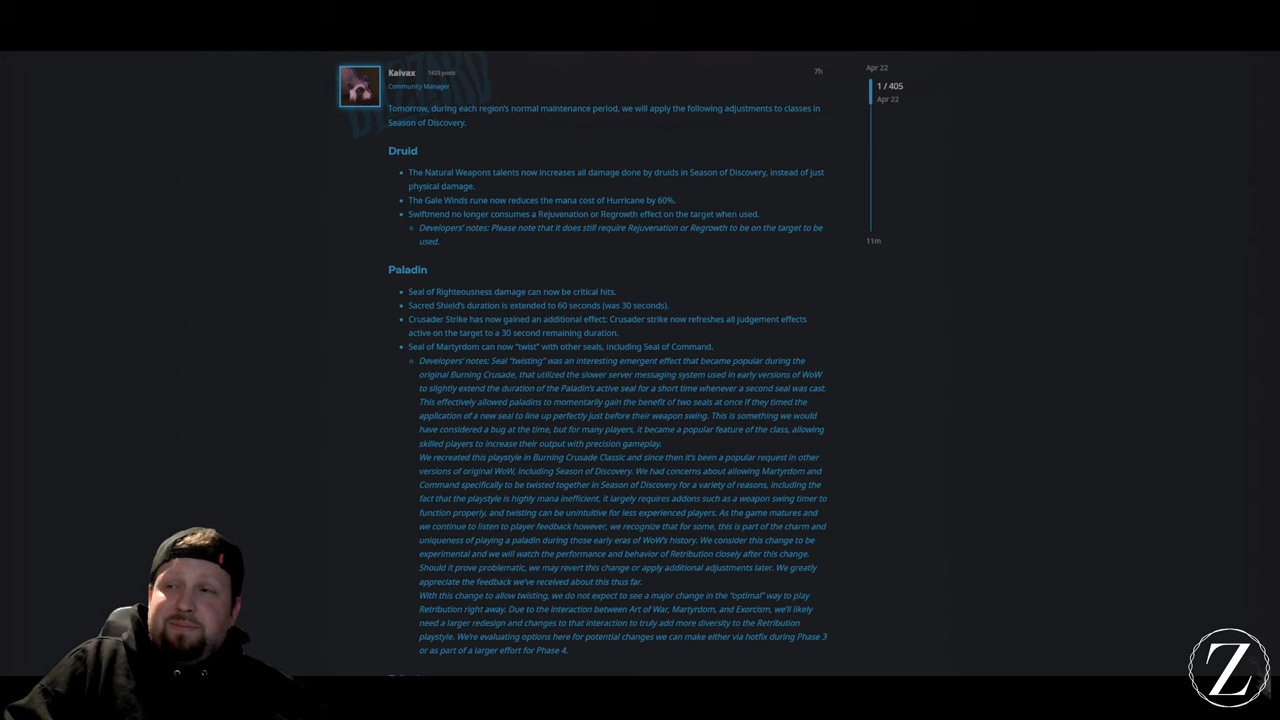 Kaivax 1423 posts 7h
Community Manager
Apr 22
1 / 405
Apr 22
Tomorrow, during each region's normal maintenance period, we will apply the following adjustments to classes in
Season of Discovery.
Druid
The Natural Weapons talents now increases all damage done by druids in Season of Discovery, instead of just
physical damage.
The Gale Winds rune now reduces the mana cost of Hurricane by 60%.
Swiftmend no longer consumes a Rejuvenation or Regrowth effect on the target when used.
Developers' notes: Please note that it does still require Rejuvenation or Regrowth to be on the target to be
used.
11m
Paladin
Seal of Righteousness damage can now be critical hits.
Sacred Shield's duration is extended to 60 seconds (was 30 seconds).
Crusader Strike has now gained an additional effect: Crusader strike now refreshes all judgement effects
active on the target to a 30 second remaining duration.
Seal of Martyrdom can now "twist" with other seals, including Seal of Command.
Developers' notes: Seal "twisting" was an interesting emergent effect that became popular during the
original Burning Crusade, that utilized the slower server messaging system used in early versions of WoW
to slightly extend the duration of the Paladin's active seal for a short time whenever a second seal was cast.
This effectively allowed paladins to momentarily gain the benefit of two seals at once if they timed the
application of a new seal to line up perfectly just before their weapon swing. This is something we would
have considered a bug at the time, but for many players, it became a popular feature of the class, allowing
skilled players to increase their output with precision gameplay.
We recreated this playstyle in Burning Crusade Classic and since then it's been a popular request in other
versions of original WoW, including Season of Discovery. We had concerns about allowing Martyrdom and
Command specifically to be twisted together in Season of Discovery for a variety of reasons, including the
fact that the playstyle is highly mana inefficient, it largely requires addons such as a weapon swing timer to
function properly, and twisting can be unintuitive for less experienced players. As the game matures and
we continue to listen to player feedback however, we recognize that for some, this is part of the charm and
uniqueness of playing a paladin during those early eras of WoW's history. We consider this change to be
experimental and we will watch the performance and behavior of Retribution closely after this change.
Should it prove problematic, we may revert this change or apply additional adjustments later. We greatly
appreciate the feedback we've received about this thus far.
With this change to allow twisting, we do not expect to see a major change in the "optimal" way to play
Retribution right away. Due to the interaction between Art of War, Martyrdom, and Exorcism, we'll likely
need a larger redesign and changes to that interaction to truly add more diversity to the Retribution
playstyle. We're evaluating options here for potential changes we can make either via hotfix during Phase 3
or as part of a larger effort for Phase 4.
Z